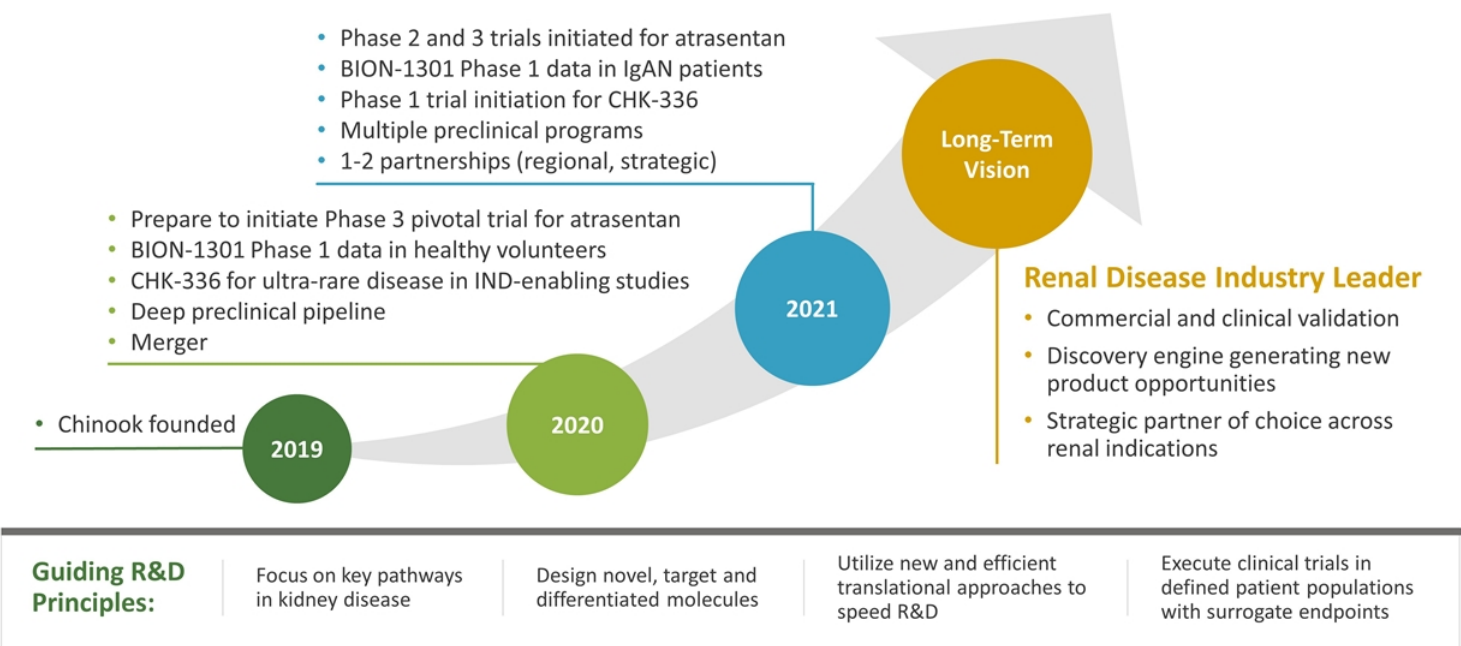 • Phase 2 and 3 trials initiated for atrasentan
• BION-1301 Phase 1 data in IgAN patients
• Phase 1 trial initiation for CHK-336
• Multiple preclinical programs
• 1-2 partnerships (regional, strategic)
Long-Term
Vision
• Prepare to initiate Phase 3 pivotal trial for atrasentan
• BION-1301 Phase 1 data in healthy volunteers
• CHK-336 for ultra-rare disease in IND-enabling studies
• Deep preclinical pipeline
• Merger
2021
Renal Disease Industry Leader
• Commercial and clinical validation
• Discovery engine generating new
product opportunities
• Strategic partner of choice across
renal indications
• Chinook founded
2019
2020
Guiding R&D
Principles:
Focus on key pathways
in kidney disease
Design novel, target and
differentiated molecules
Utilize new and efficient
translational approaches to
speed R&D
Execute clinical trials in
defined patient populations
with surrogate endpoints